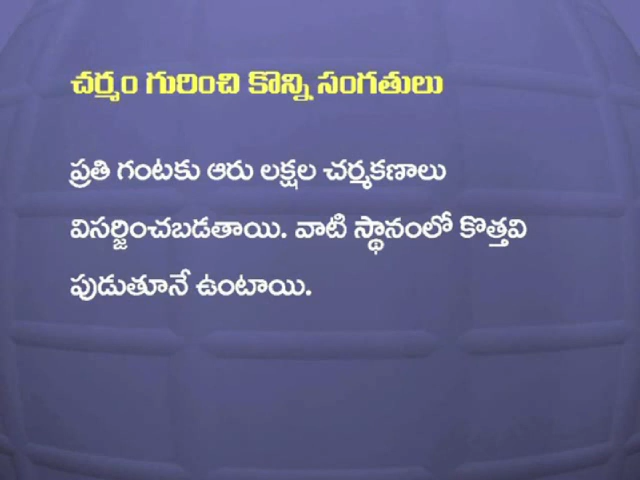 చర్మం గురించి కొన్ని సంగతులు
ప్రతి గంటకు ఆరు లక్షల చర్మకణాలు
విసర్జించబడతాయి. వాటి స్థానంలో కొత్తవి
పుడుతూనే ఉంటాయి.